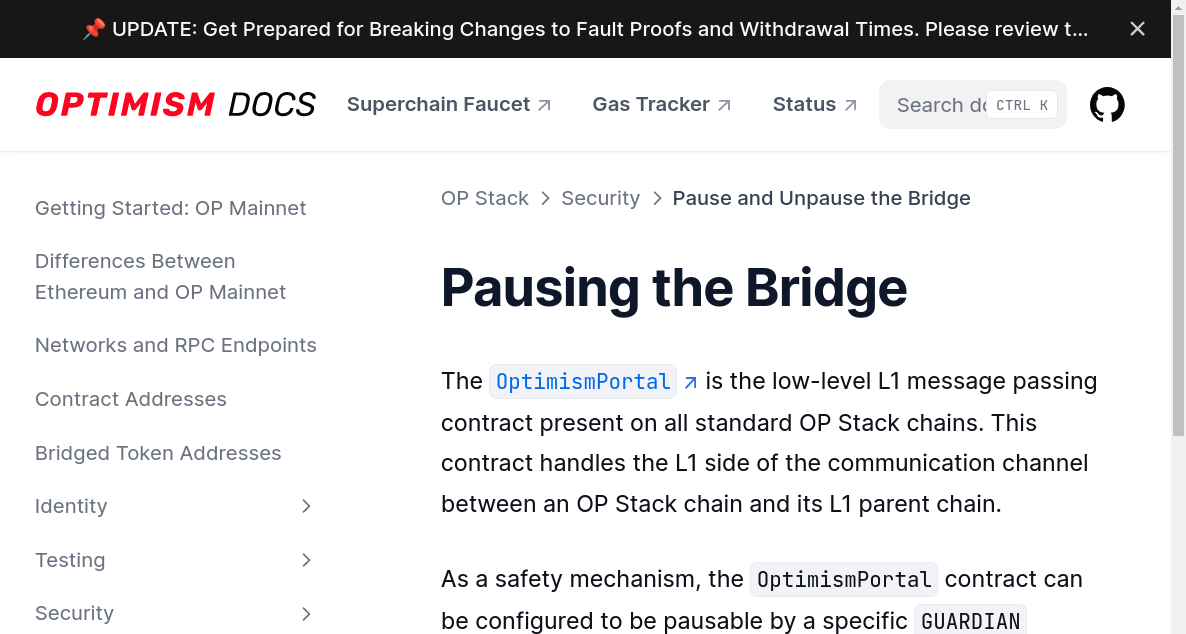 📌 UPDATE: Get Prepared for Breaking Changes to Fault Proofs and Withdrawal Times. Please review t...
OPTIMISM DOCS
Superchain Faucet
Gas Tracker
Status
Search do
CTRL K
Getting Started: OP Mainnet
Differences Between
Ethereum and OP Mainnet
Networks and RPC Endpoints
Contract Addresses
Bridged Token Addresses
Identity
Testing
Security
OP Stack > Security > Pause and Unpause the Bridge
Pausing the Bridge
The OptimismPortal ↗ is the low-level L1 message passing
contract present on all standard OP Stack chains. This
contract handles the L1 side of the communication channel
between an OP Stack chain and its L1 parent chain.
As a safety mechanism, the OptimismPortal contract can
be configured to be pausable by a specific GUARDIAN